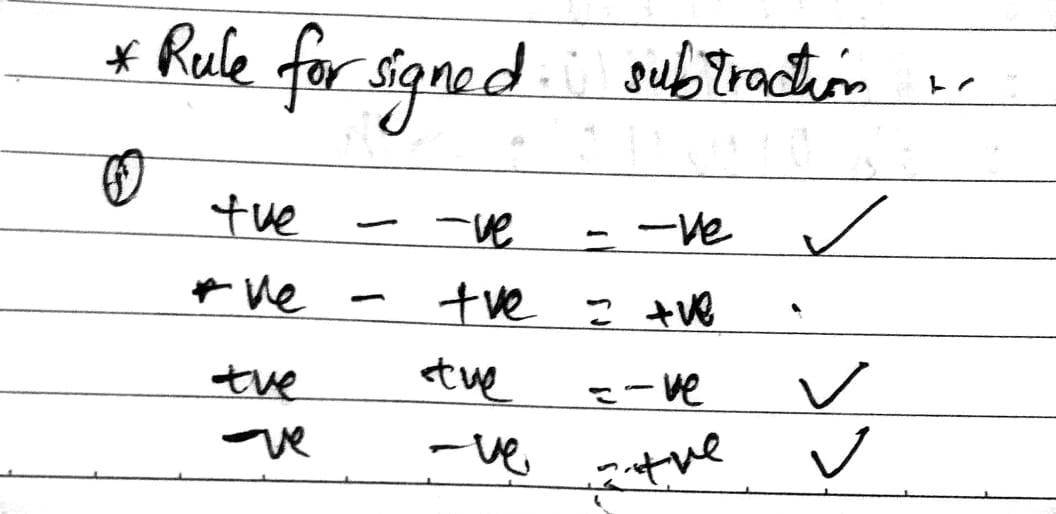 * Rule for signed subtraction :-
+ve - -ve = -ve ✓
+ve - +ve = +ve .
+ve +ve = -ve ✓
-ve -ve = +ve ✓